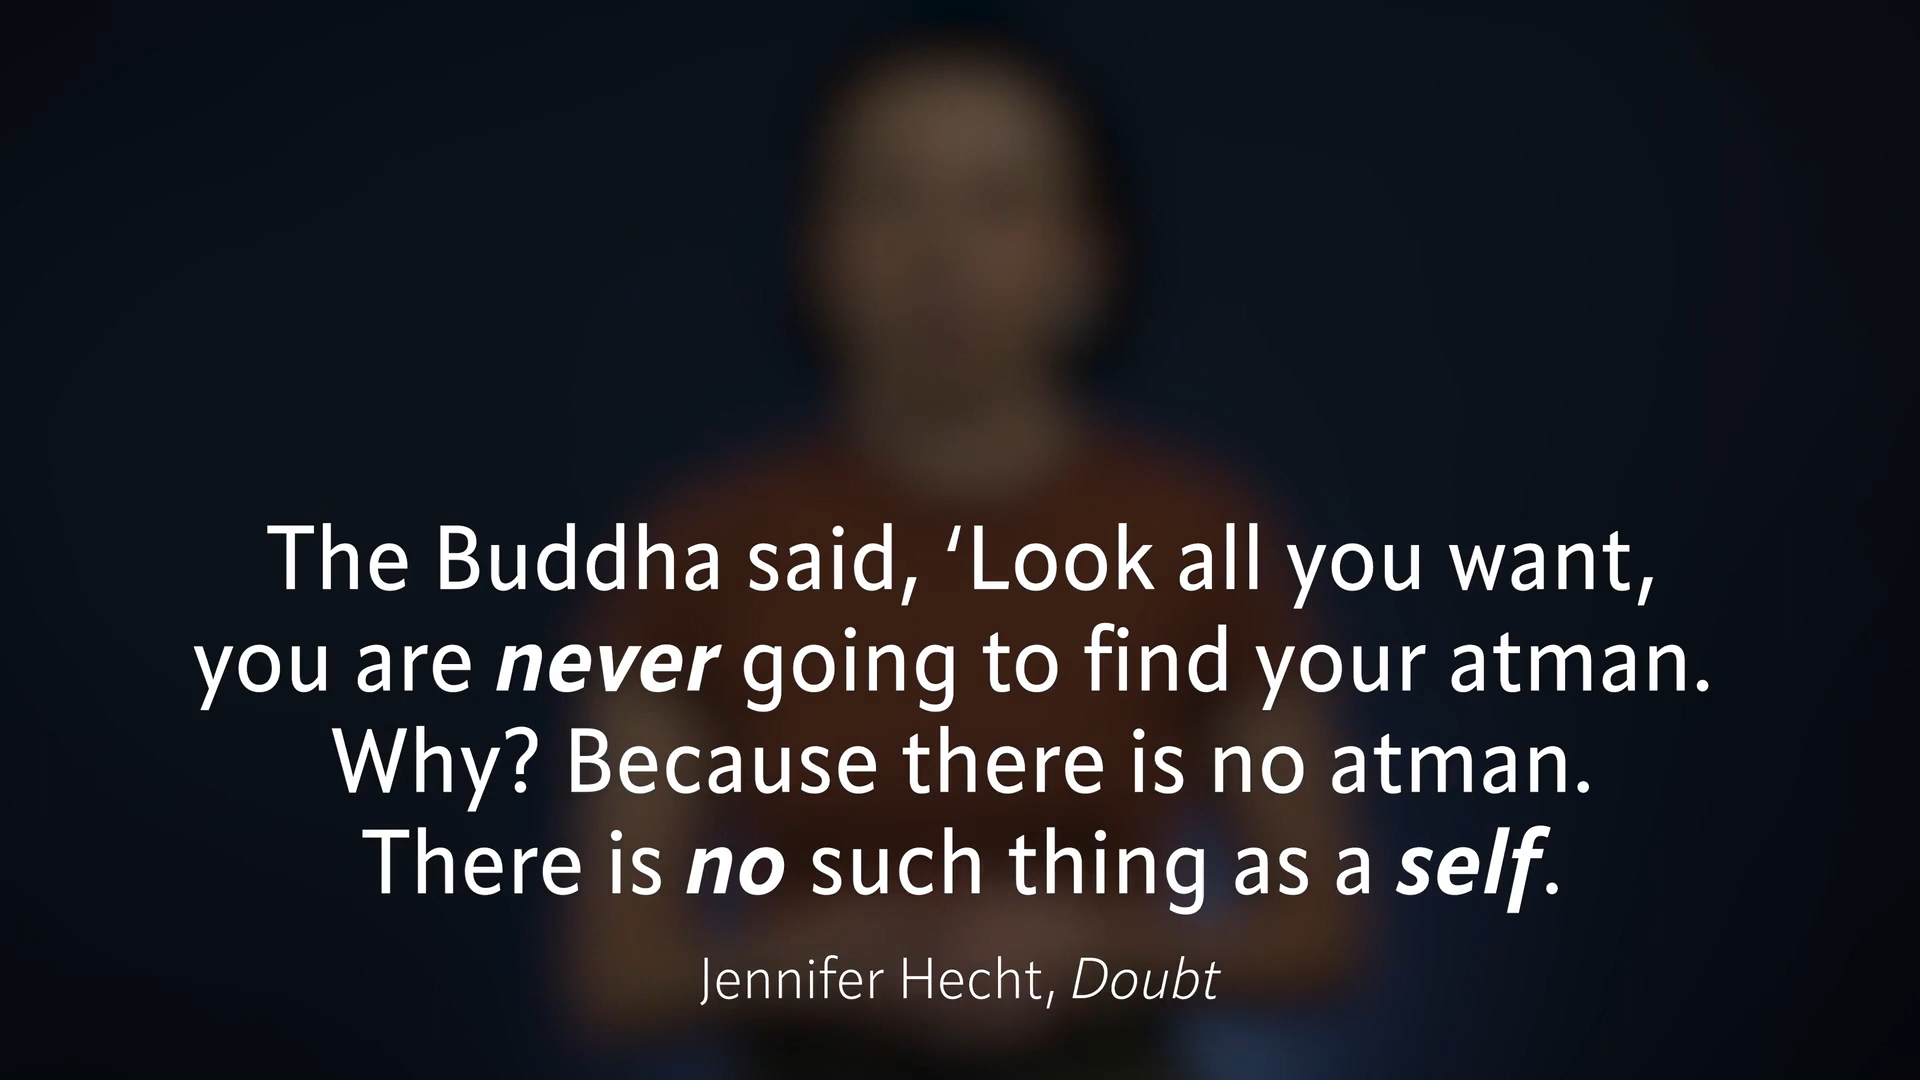 The Buddha said, ‘Look all you want,
you are never going to find your atman.
Why? Because there is no atman.
There is no such thing as a self.
Jennifer Hecht, Doubt